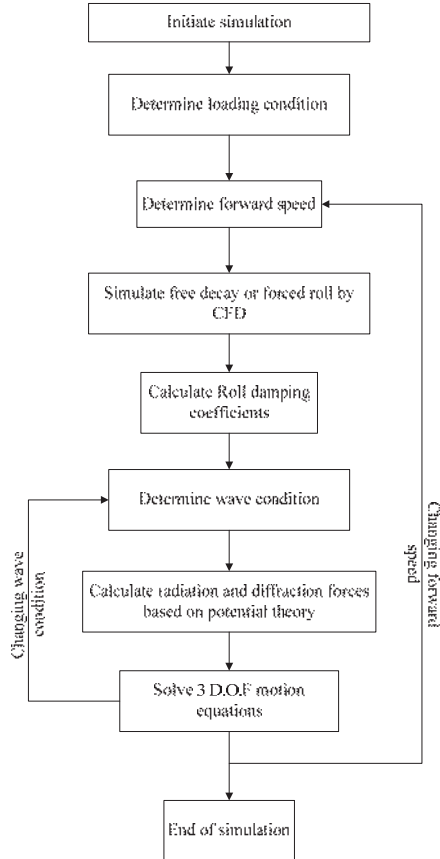 Initiate simulation
Determine loading condition
Determine forward speed
Simulate free decay or forced roll by
CFD
Calculate Roll damping
coefficients
Determine wave condition
Changing wave
condition
Changing forward
speed
Calculate radiation and diffraction forces
based on potential theory
Solve 3 D.O.F motion
equations
End of simulation